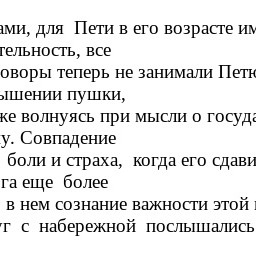 ами, для Пети в его возрасте им
тельность, все
оворы теперь не занимали Петю
ышении пушки,
же волнуясь при мысли о госуда
у. Совпадение
боли и страха, когда его сдави
га еще более
в нем сознание важности этой
уг с набережной послышались